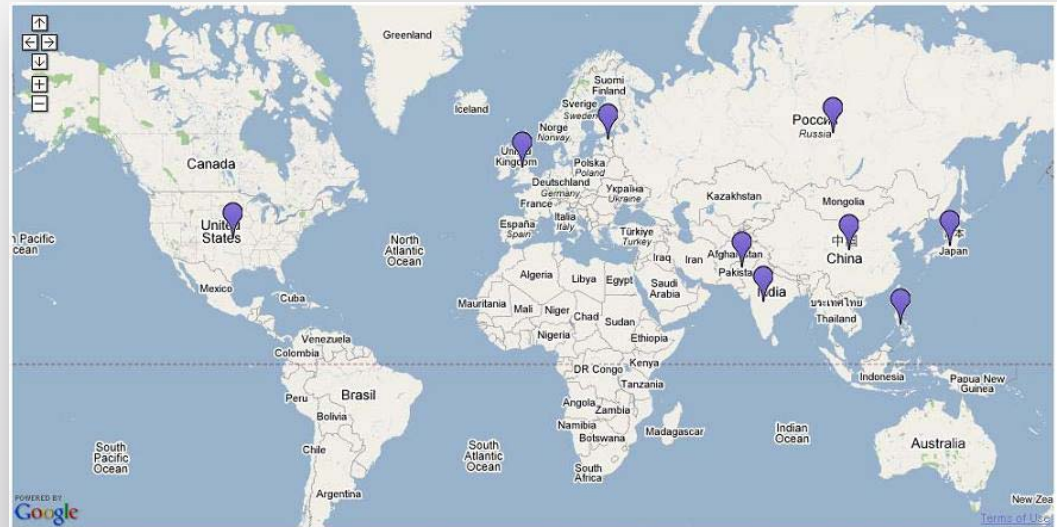 Greenland
Iceland
Suomi
Finland
Sverige
Sweden
Norge
Norway
Россия
Russia
Canada
United
Kingdom
Polska
Poland
Deutschland
Germany
Україна
Ukraine
France
Kazakhstan
Mongolia
United
States
España
Spain
Italia
Italy
Türkiye
Turkey
North
Atlantic
Ocean
Iraq
Iran
Afghanistan
中国
China
Japan
Pakistan
India
Mexico
Cuba
Algeria
Libya
Egypt
Saudi
Arabia
Mauritania
Mali
Niger
Chad
Sudan
ประเทศไทย
Thailand
Nigeria
Ethiopia
Venezuela
Colombia
DR Congo
Kenya
Indonesia
Papua New
Guinea
Tanzania
Peru
Brasil
Angola
Zambia
Bolivia
Namibia
Botswana
Madagascar
Indian
Ocean
Australia
South
Pacific
Ocean
Chile
South
Atlantic
Ocean
South
Africa
Argentina
POWERED BY
Google
New Zea
Terms of Use